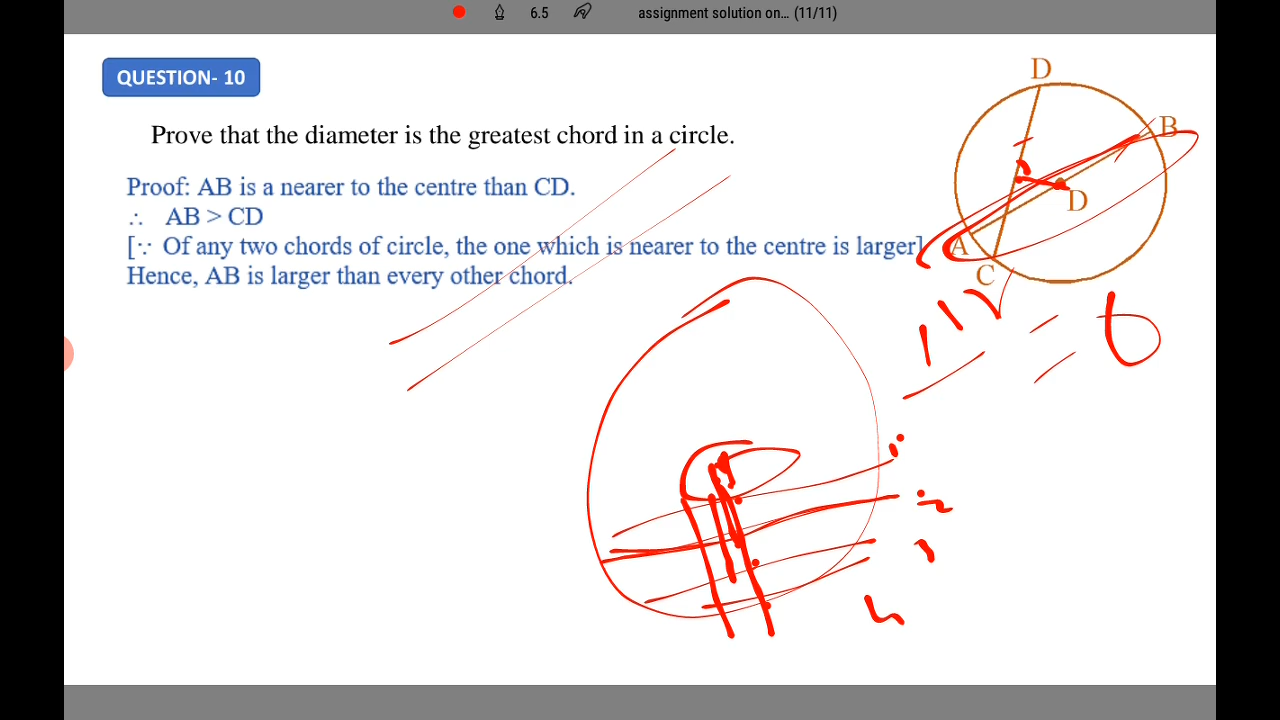 6.5 assignment solution on... (11/11)
QUESTION- 10
Prove that the diameter is the greatest chord in a circle.
Proof: AB is a nearer to the centre than CD.
∴ AB > CD
[∵ Of any two chords of circle, the one which is nearer to the centre is larger]
Hence, AB is larger than every other chord.
D
B
D
A
C
= 6